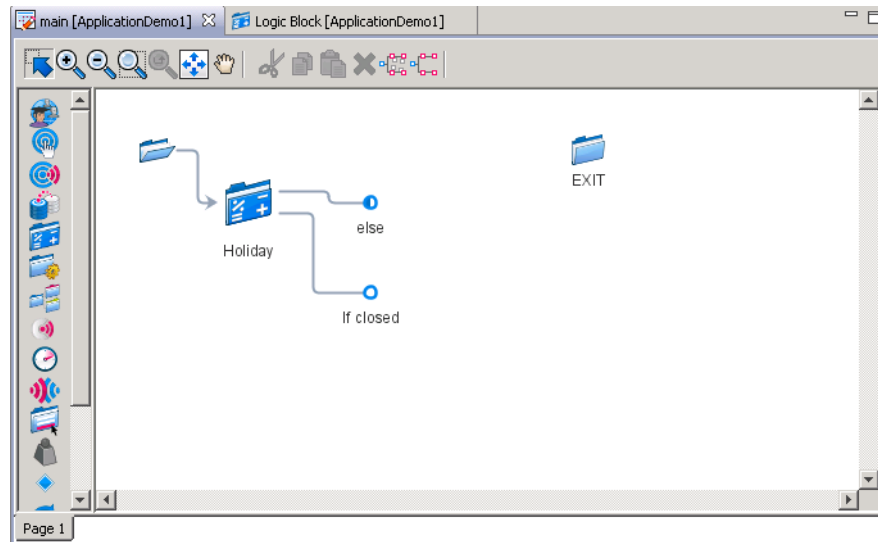 main [ApplicationDemo1]
Logic Block [ApplicationDemo1]
EXIT
else
Holiday
If closed
Page 1